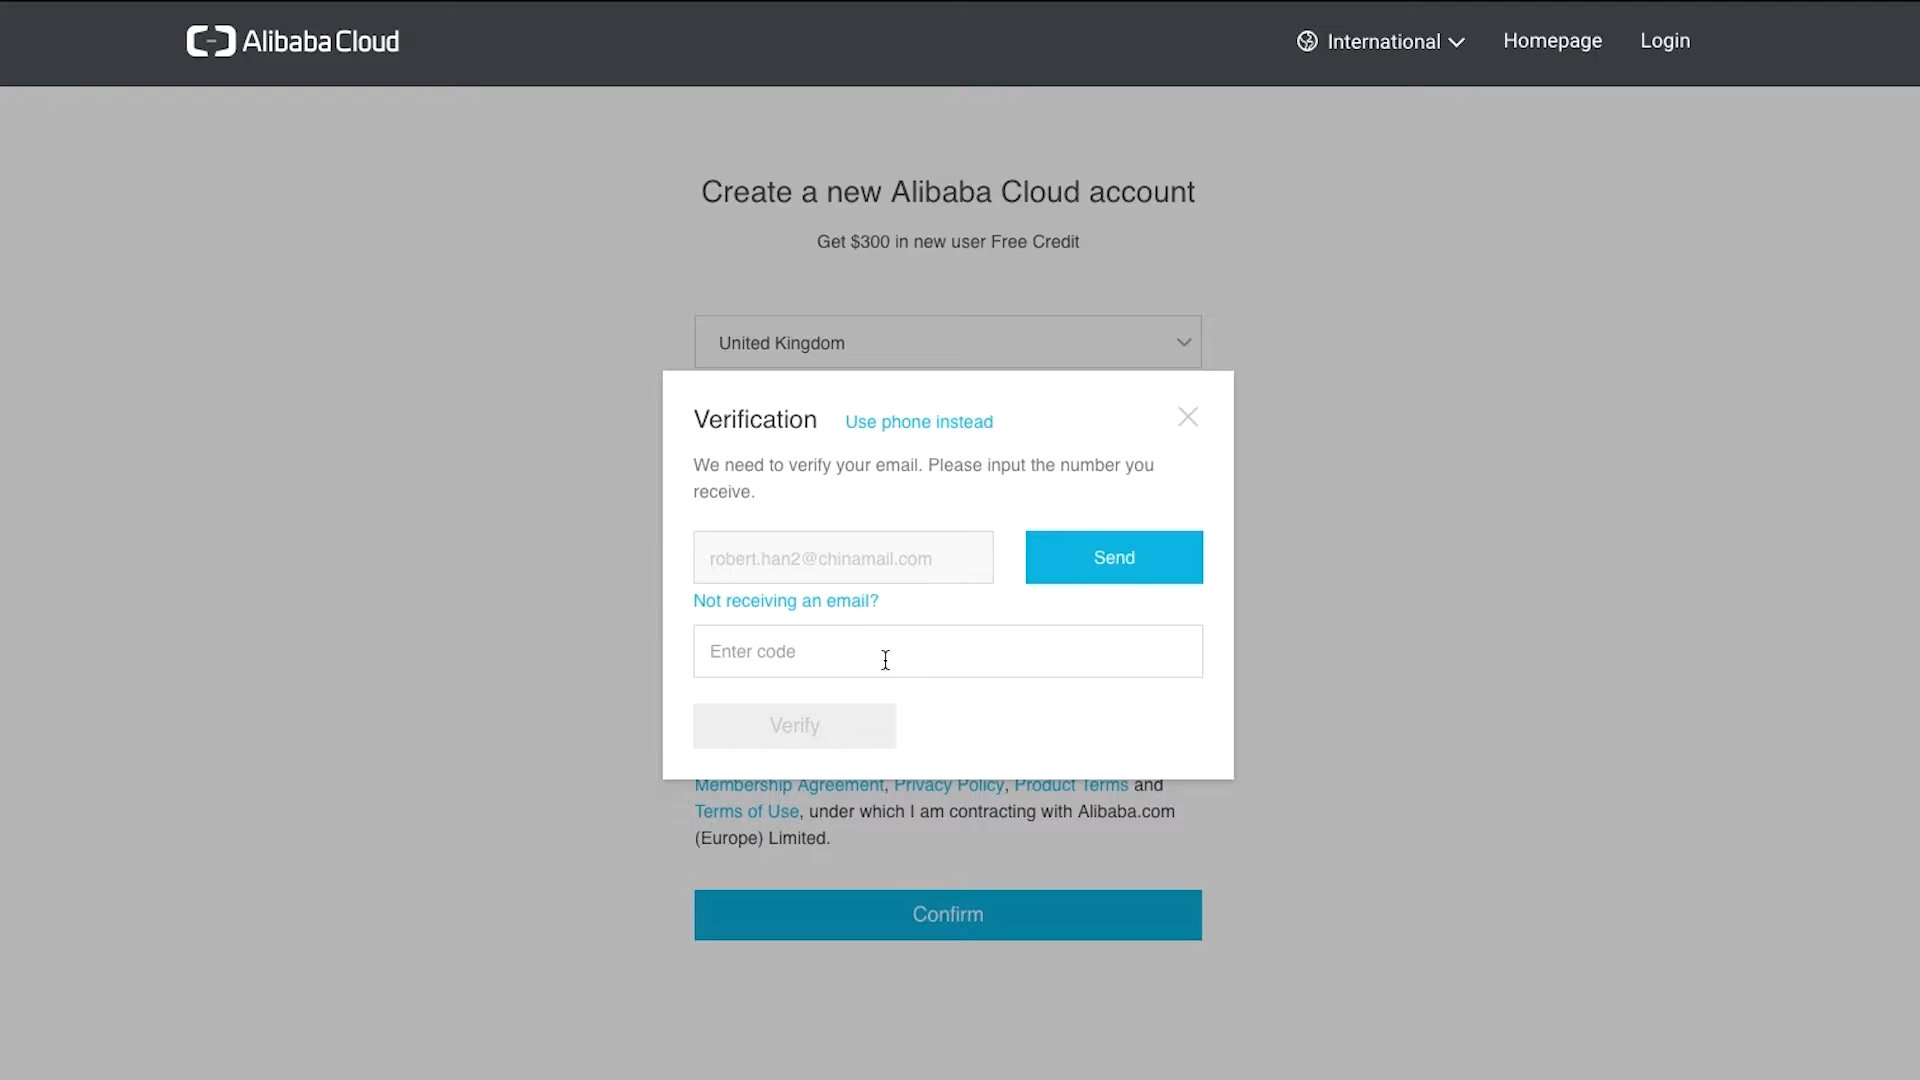 Alibaba Cloud
International
Homepage
Login
Create a new Alibaba Cloud account
Get $300 in new user Free Credit
United Kingdom
Verification
Use phone instead
We need to verify your email. Please input the number you
receive.
robert.han2@chinamail.com
Send
Not receiving an email?
Enter code
Verify
Membership Agreement, Privacy Policy, Product Terms and
Terms of Use, under which I am contracting with Alibaba.com
(Europe) Limited.
Confirm